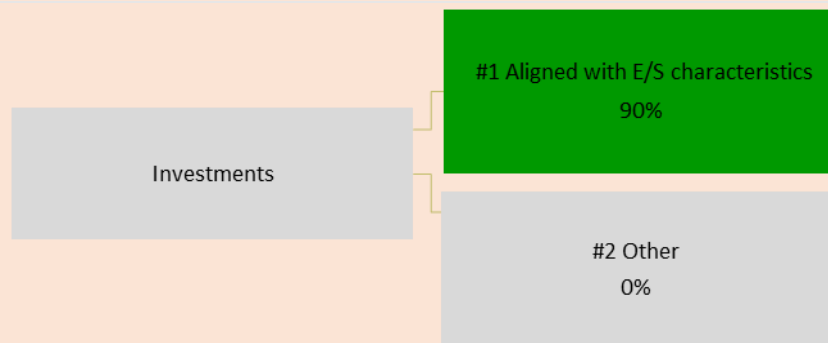 #1 Aligned with E/S characteristics
90%
Investments
#2 Other
0%